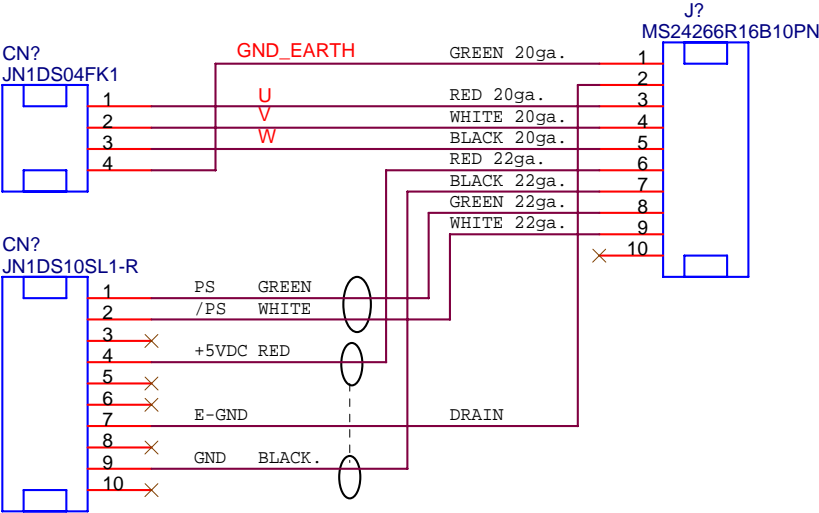 J?
MS24266R16B10PN
CN?
JN1DS04FK1
GND_EARTH
GREEN 20ga.
1
2
U
RED 20ga.
1
3
V
WHITE 20ga.
2
4
W
BLACK 20ga.
3
5
RED 22ga.
4
6
BLACK 22ga.
7
GREEN 22ga.
8
WHITE 22ga.
9
10
CN?
JN1DS10SL1-R
1
PS GREEN
2
/PS WHITE
3
4
+5VDC RED
5
6
7
E-GND
DRAIN
8
9
GND BLACK.
10